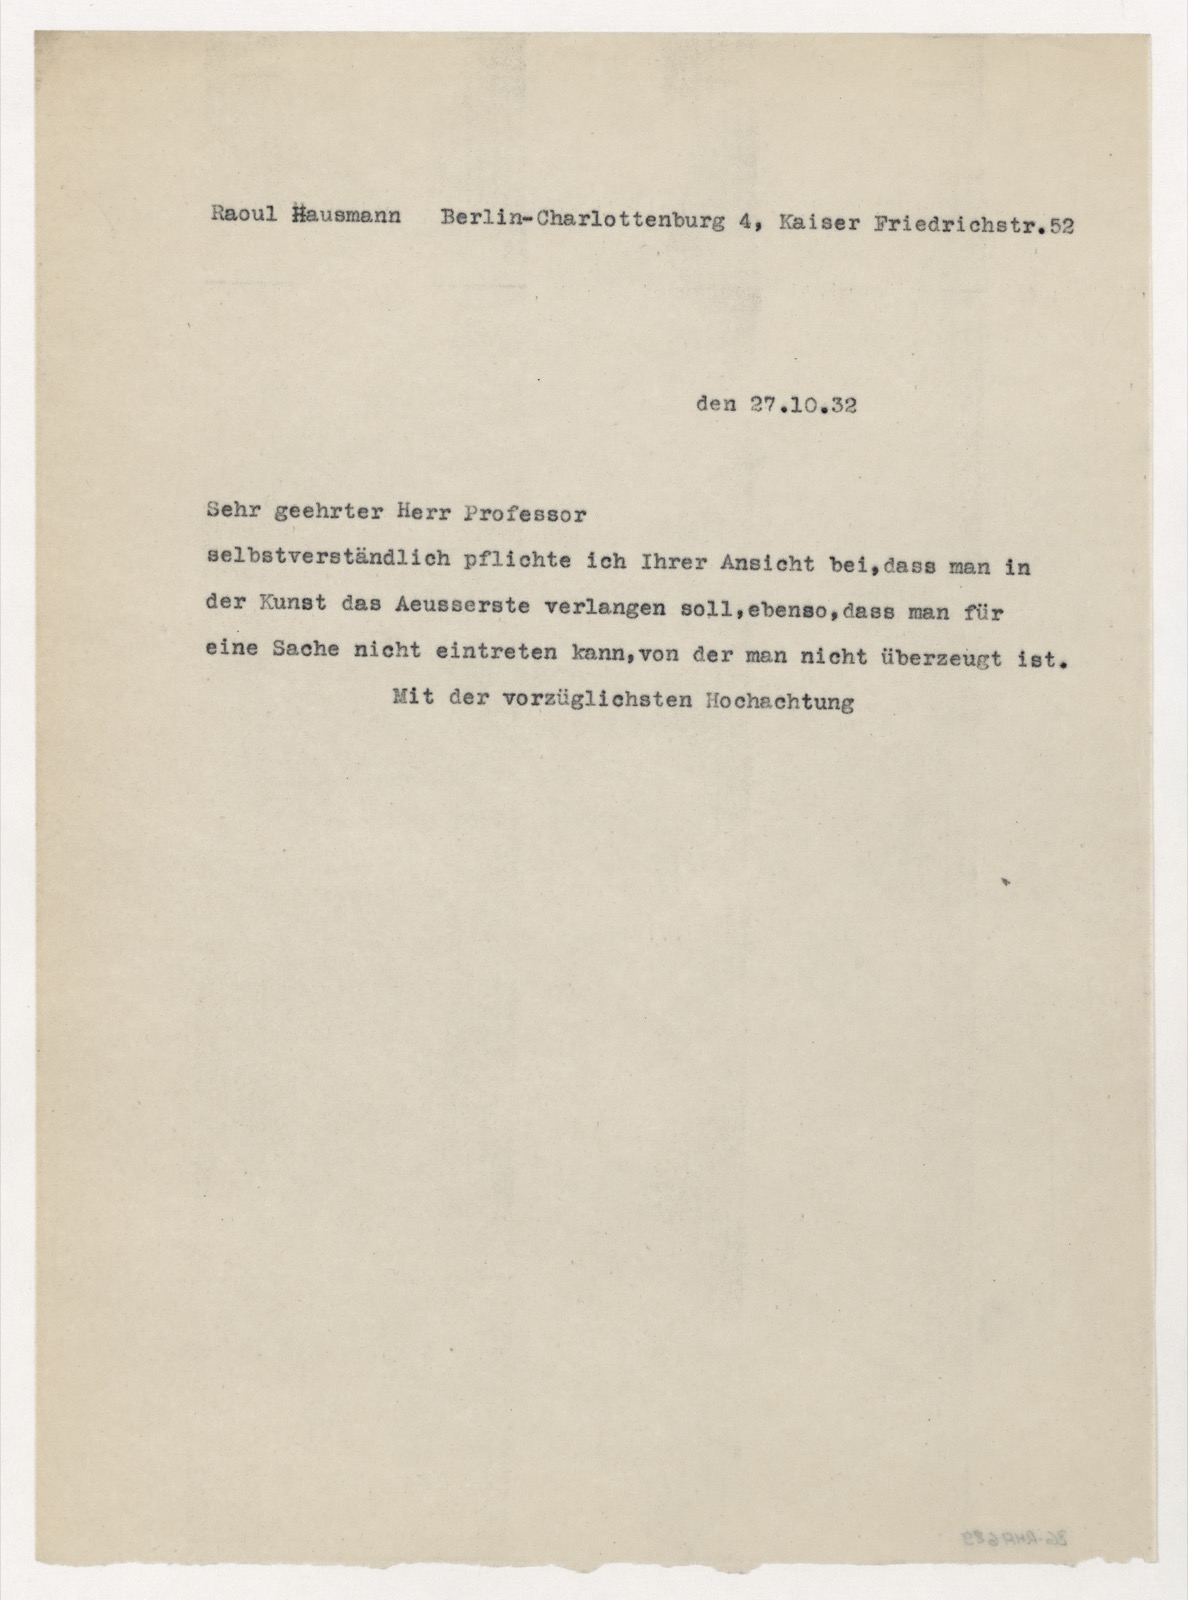 Raoul Hausmann Berlin-Charlottenburg 4, Kaiser Friedrichstr.52
den 27.10.32
Sehr geehrter Herr Professor
selbstverständlich pflichte ich Ihrer Ansicht bei,dass man in
der Kunst das Aeusserste verlangen soll,ebenso,dass man für
eine Sache nicht eintreten kann,von der man nicht überzeugt ist.
Mit der vorzüglichsten Hochachtung